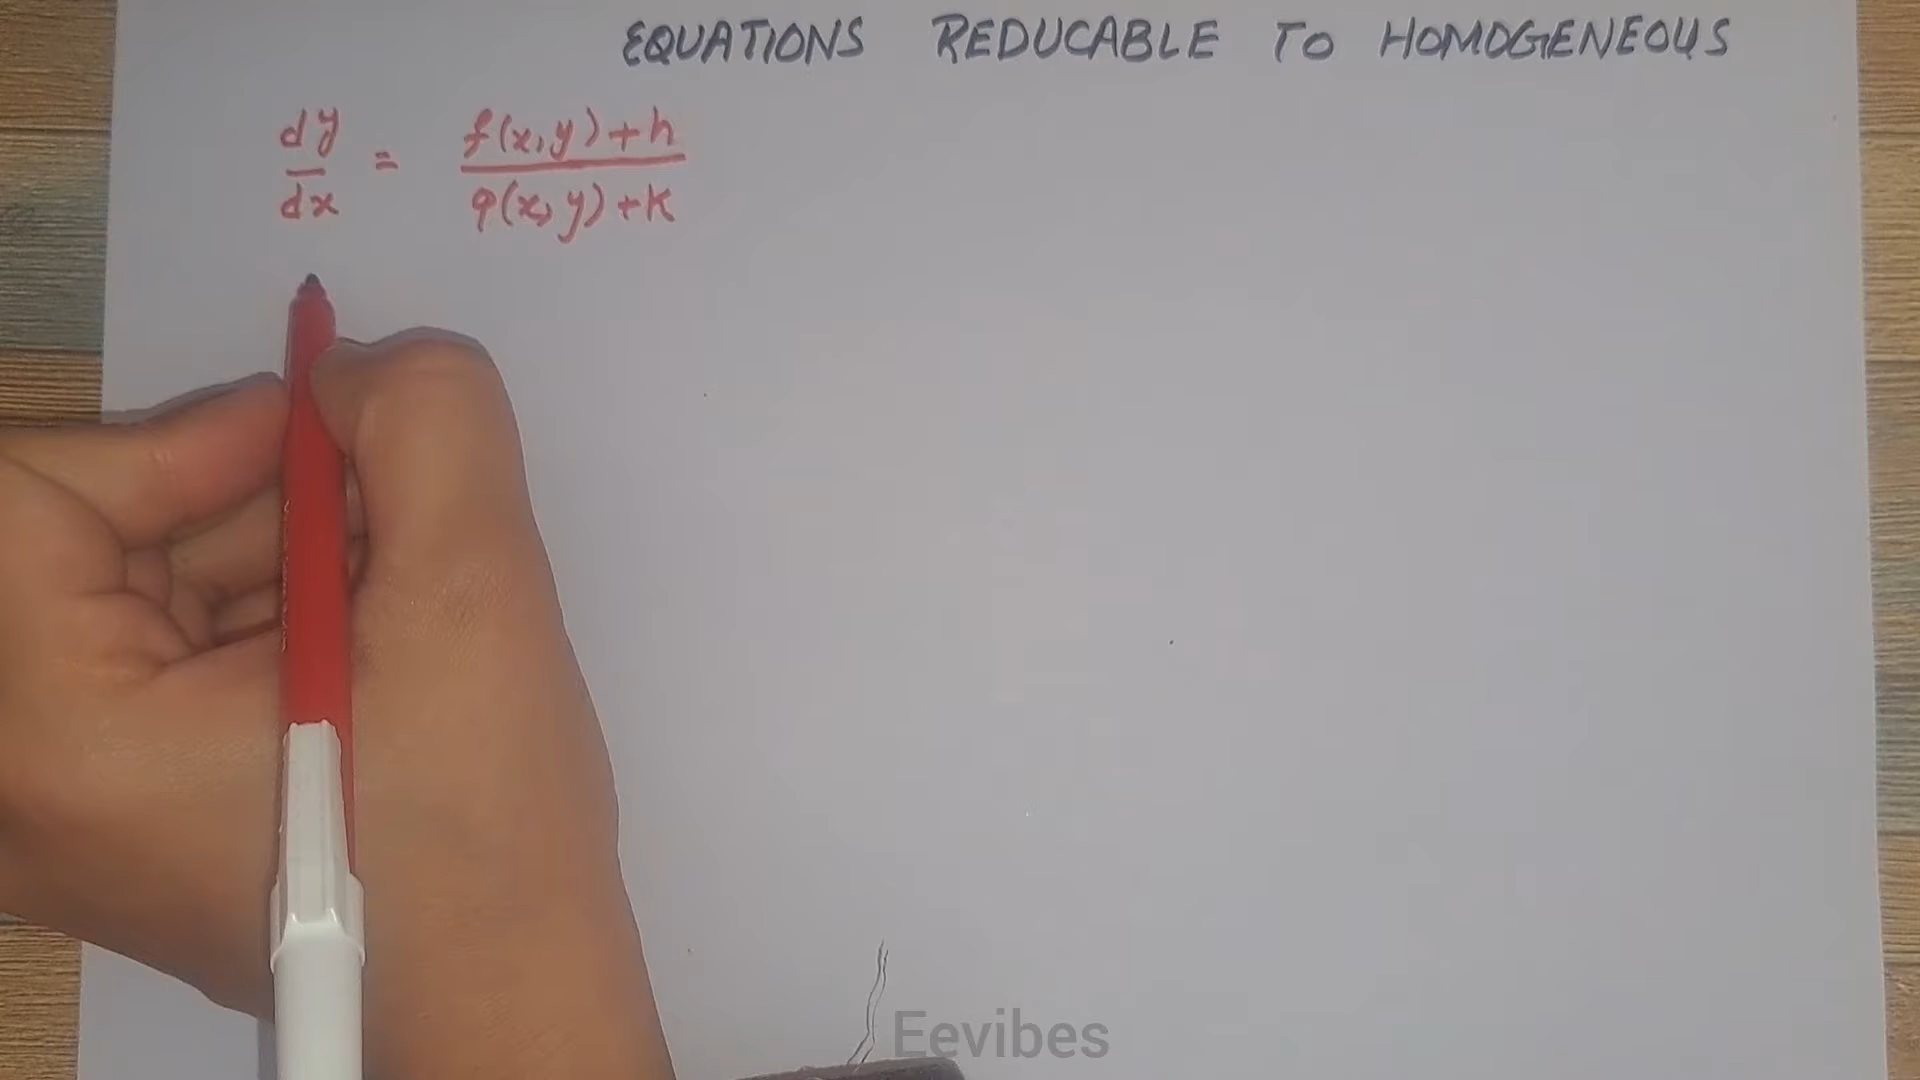 EQUATIONS REDUCABLE TO HOMOGENEOUS
dy/dx = f(x,y)+h / φ(x,y)+k
Eevibes